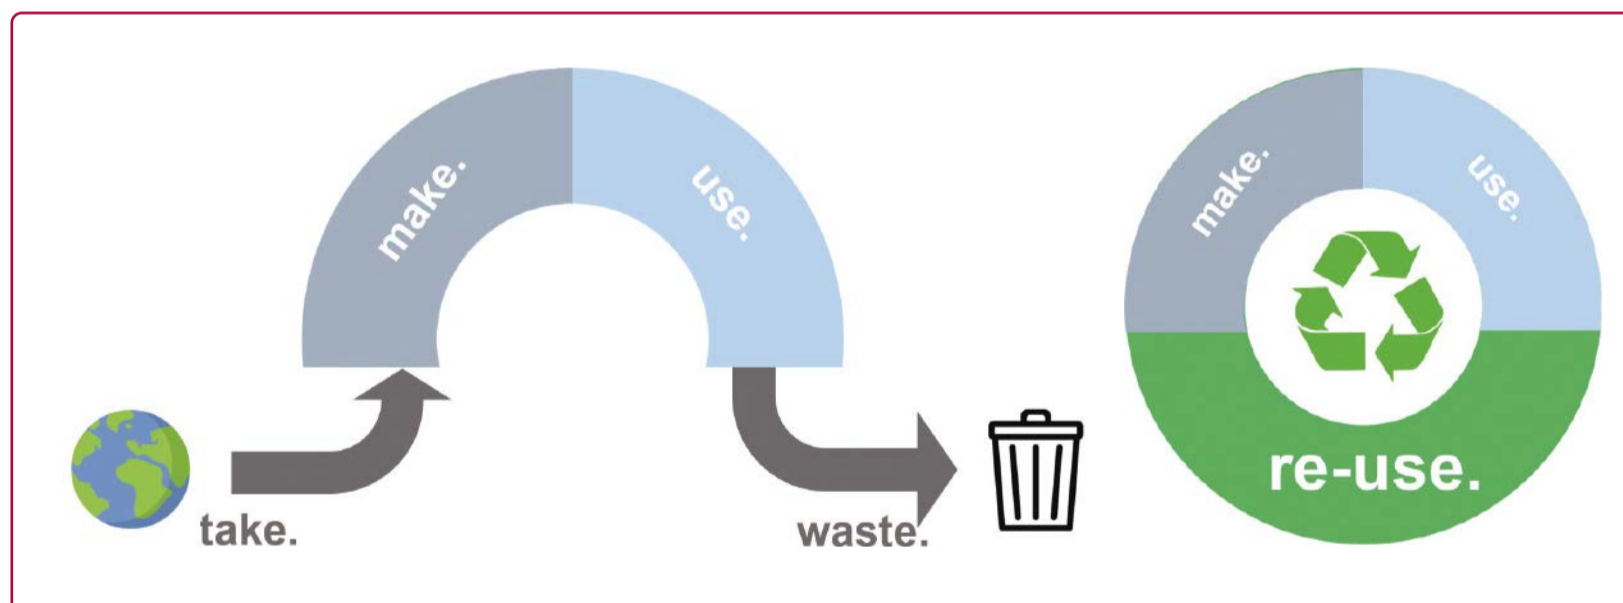 make.
use.
take.
waste.
make.
use.
re-use.